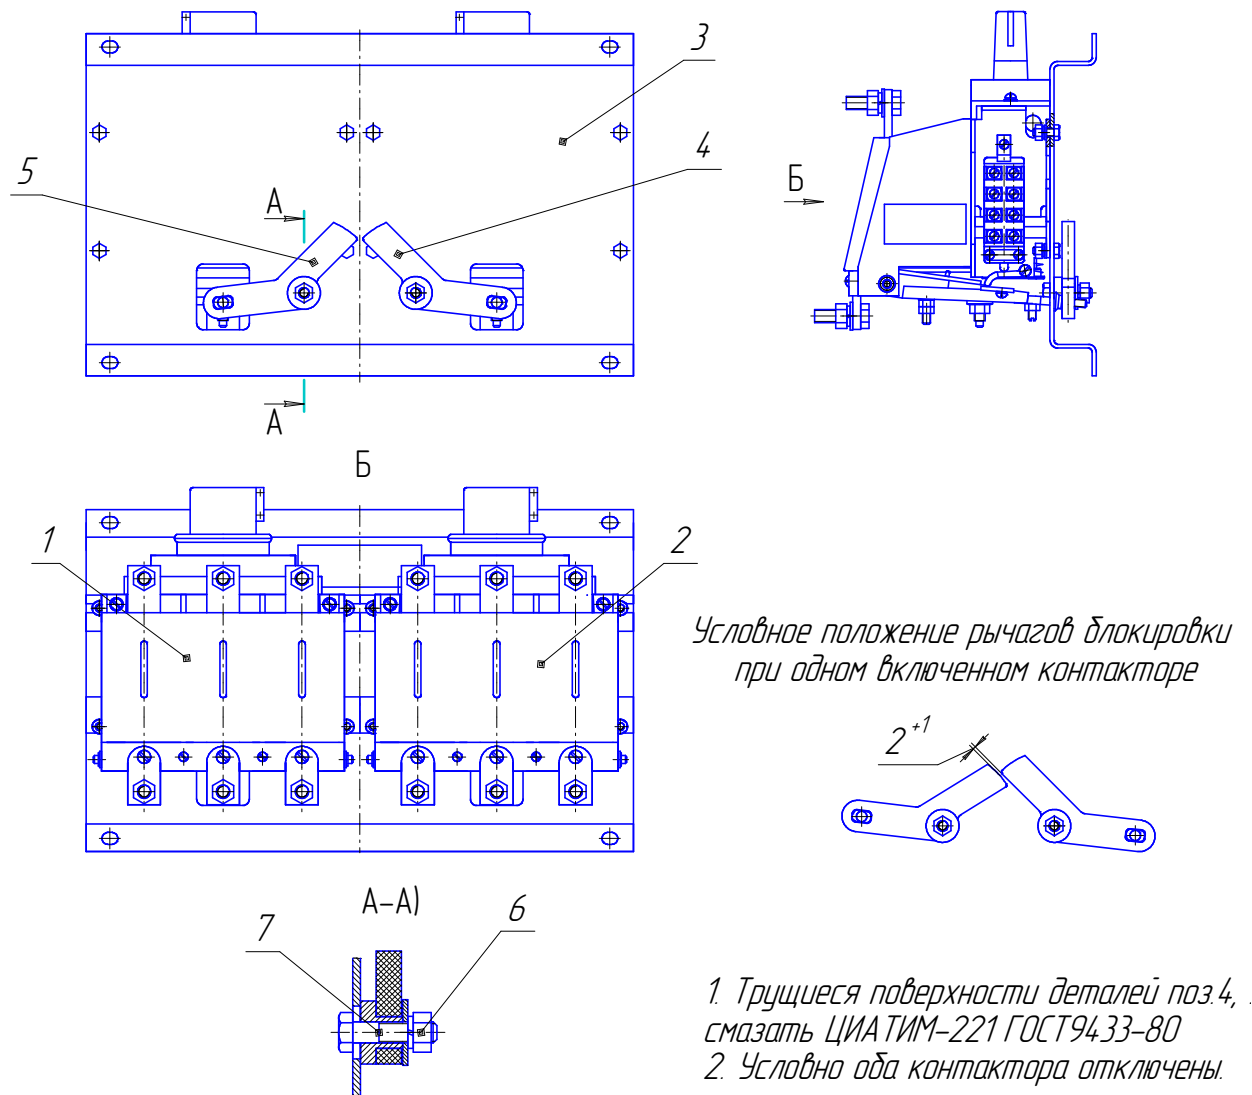 3
4
5
А
А
Б
Б
1
2
Условное положение рычагов блокировки
при одном включенном контакторе
2+1
А-А)
7
6
1. Трущиеся поверхности деталей поз.4,
смазать ЦИАТИМ-221 ГОСТ9433-80
2. Условно оба контактора отключены.